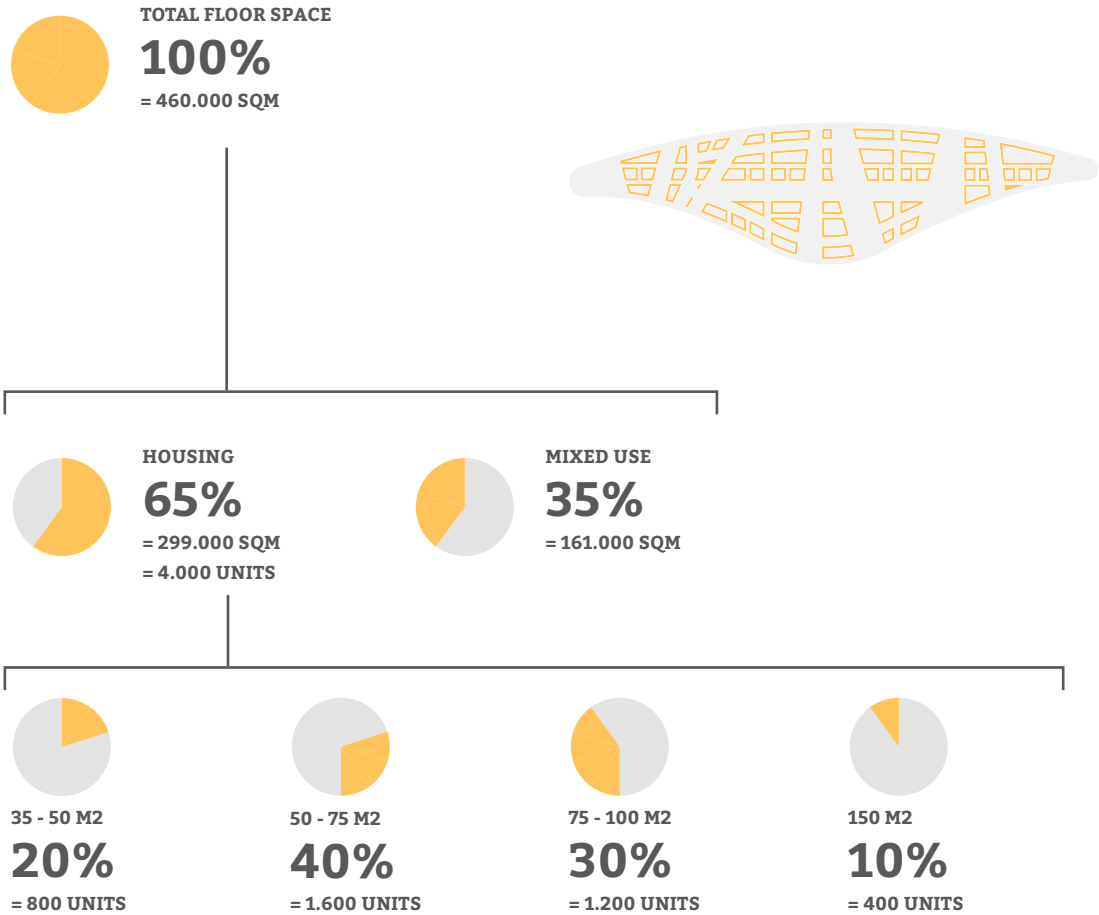 TOTAL FLOOR SPACE
100%
= 460.000 SQM
HOUSING
65%
= 299.000 SQM
= 4.000 UNITS
MIXED USE
35%
= 161.000 SQM
35 - 50 M2
20%
= 800 UNITS
50 - 75 M2
40%
= 1.600 UNITS
75 - 100 M2
30%
= 1.200 UNITS
150 M2
10%
= 400 UNITS